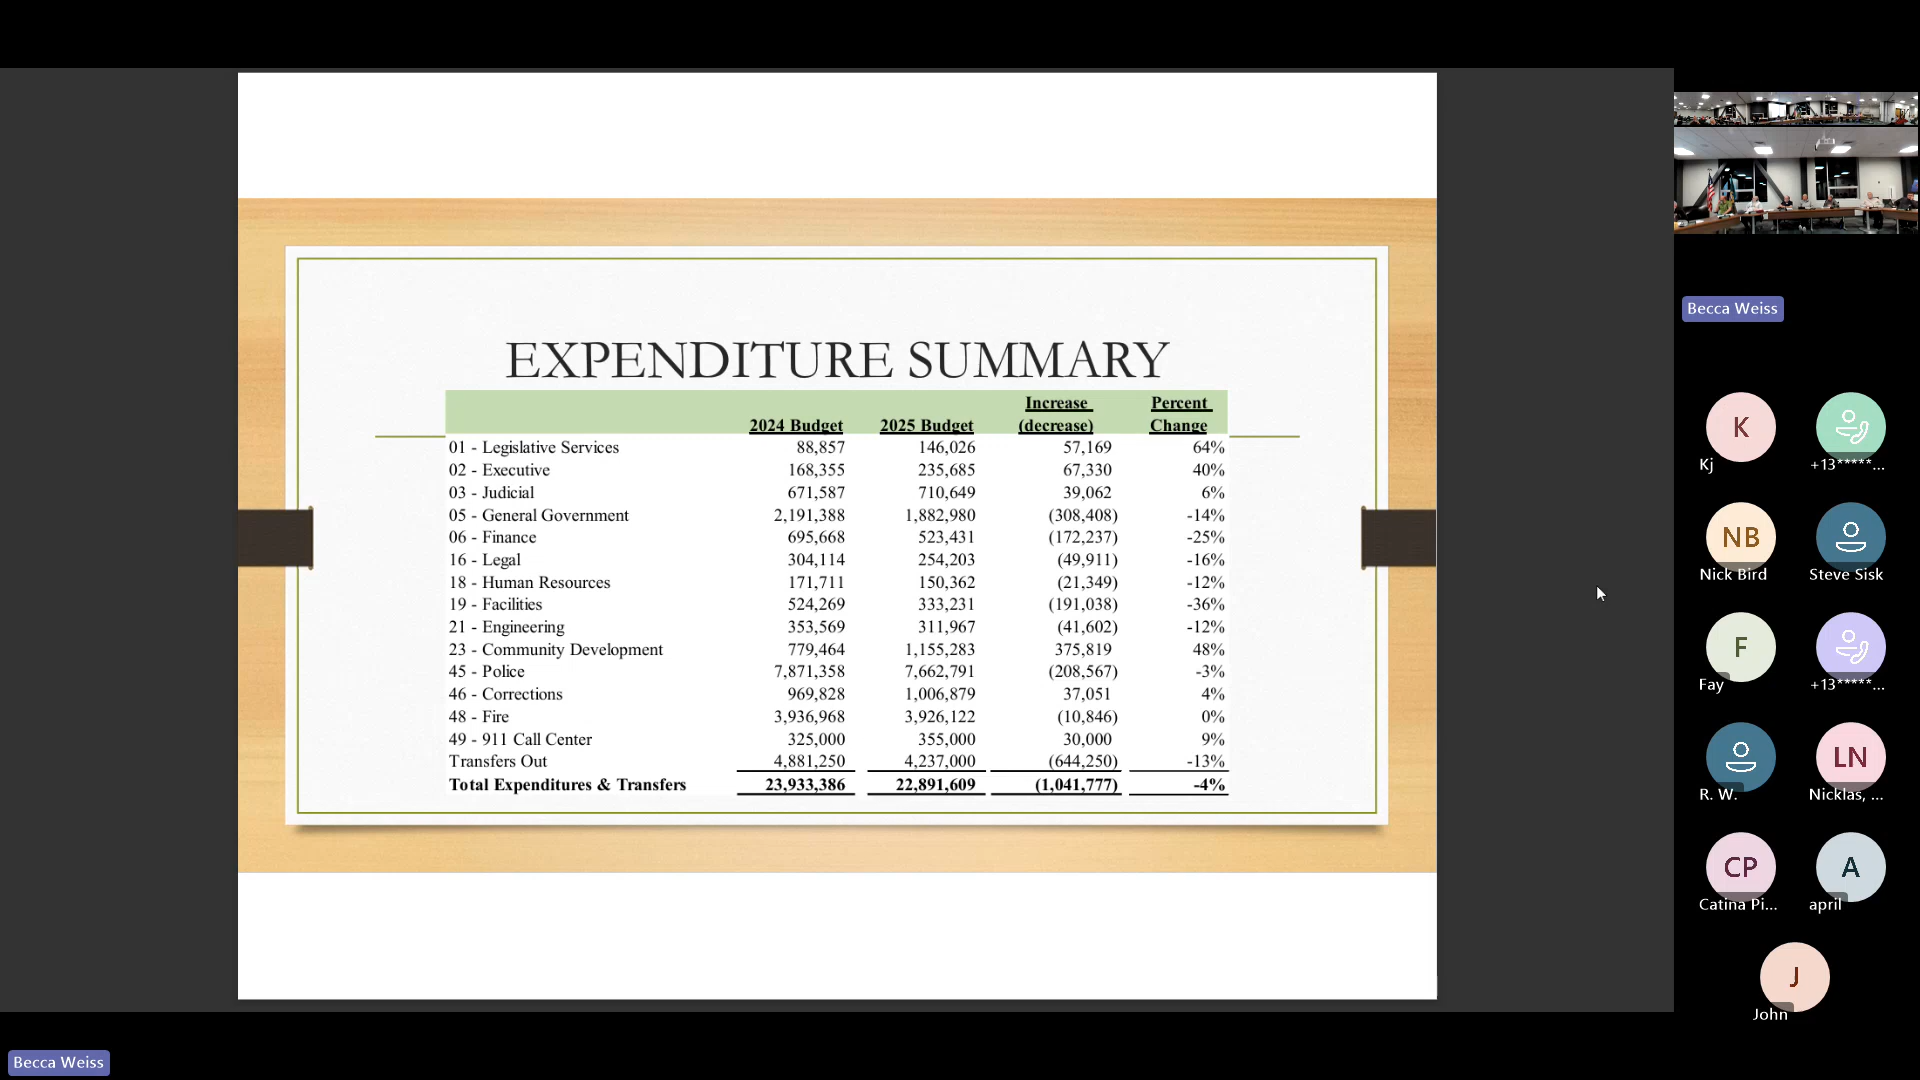 EXPENDITURE SUMMARY
2024 Budget 2025 Budget Increase (decrease) Percent Change
01 - Legislative Services 88,857 146,026 57,169 64%
02 - Executive 168,355 235,685 67,330 40%
03 - Judicial 671,587 710,649 39,062 6%
05 - General Government 2,191,388 1,882,980 (308,408) -14%
06 - Finance 695,668 523,431 (172,237) -25%
16 - Legal 304,114 254,203 (49,911) -16%
18 - Human Resources 171,711 150,362 (21,349) -12%
19 - Facilities 524,269 333,231 (191,038) -36%
21 - Engineering 353,569 311,967 (41,602) -12%
23 - Community Development 779,464 1,155,283 375,819 48%
45 - Police 7,871,358 7,662,791 (208,567) -3%
46 - Corrections 969,828 1,006,879 37,051 4%
48 - Fire 3,936,968 3,926,122 (10,846) 0%
49 - 911 Call Center 325,000 355,000 30,000 9%
Transfers Out 4,881,250 4,237,000 (644,250) -13%
Total Expenditures & Transfers 23,933,386 22,891,609 (1,041,777) -4%
Becca Weiss
K
Kj +13*****...
NB
Nick Bird Steve Sisk
F
Fay +13*****...
LN
R. W. Nicklas, ...
CP A
Catina Pi... april
J
John
Becca Weiss